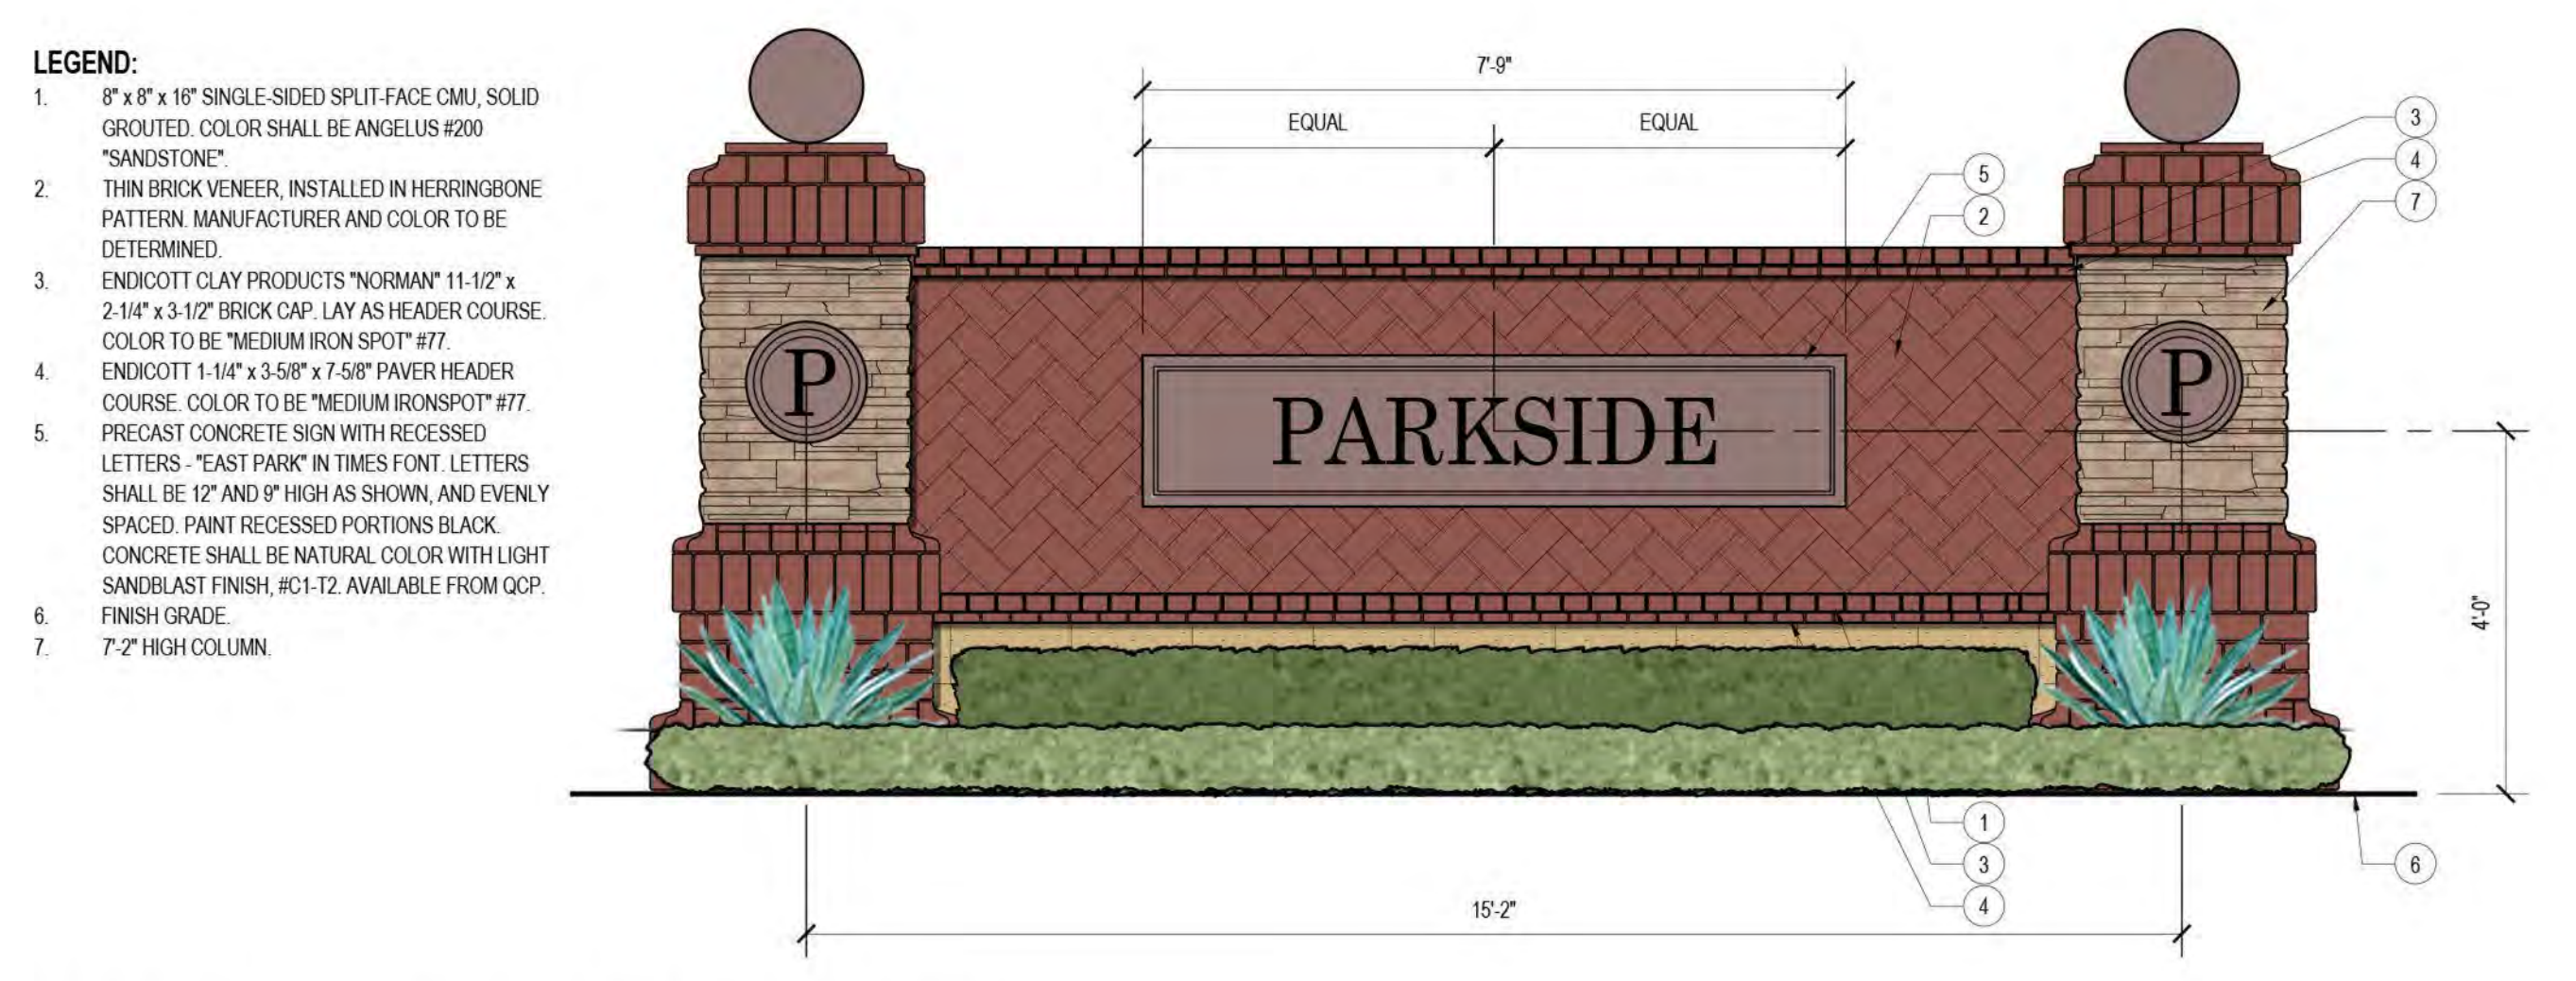 LEGEND:
1. 8" x 8" x 16" SINGLE-SIDED SPLIT-FACE CMU, SOLID
GROUTED. COLOR SHALL BE ANGELUS #200
"SANDSTONE".
2. THIN BRICK VENEER, INSTALLED IN HERRINGBONE
PATTERN. MANUFACTURER AND COLOR TO BE
DETERMINED.
3. ENDICOTT CLAY PRODUCTS "NORMAN" 11-1/2" x
2-1/4" x 3-1/2" BRICK CAP. LAY AS HEADER COURSE.
COLOR TO BE "MEDIUM IRON SPOT" #77.
4. ENDICOTT 1-1/4" x 3-5/8" x 7-5/8" PAVER HEADER
COURSE. COLOR TO BE "MEDIUM IRONSPOT" #77.
5. PRECAST CONCRETE SIGN WITH RECESSED
LETTERS - "EAST PARK" IN TIMES FONT. LETTERS
SHALL BE 12" AND 9" HIGH AS SHOWN, AND EVENLY
SPACED. PAINT RECESSED PORTIONS BLACK.
CONCRETE SHALL BE NATURAL COLOR WITH LIGHT
SANDBLAST FINISH, #C1-T2. AVAILABLE FROM QCP.
6. FINISH GRADE.
7. 7'-2" HIGH COLUMN.
7'-9"
EQUAL EQUAL
3
4
7
5
2
P
PARKSIDE
P
4'-0"
1
3
4
6
15'-2"